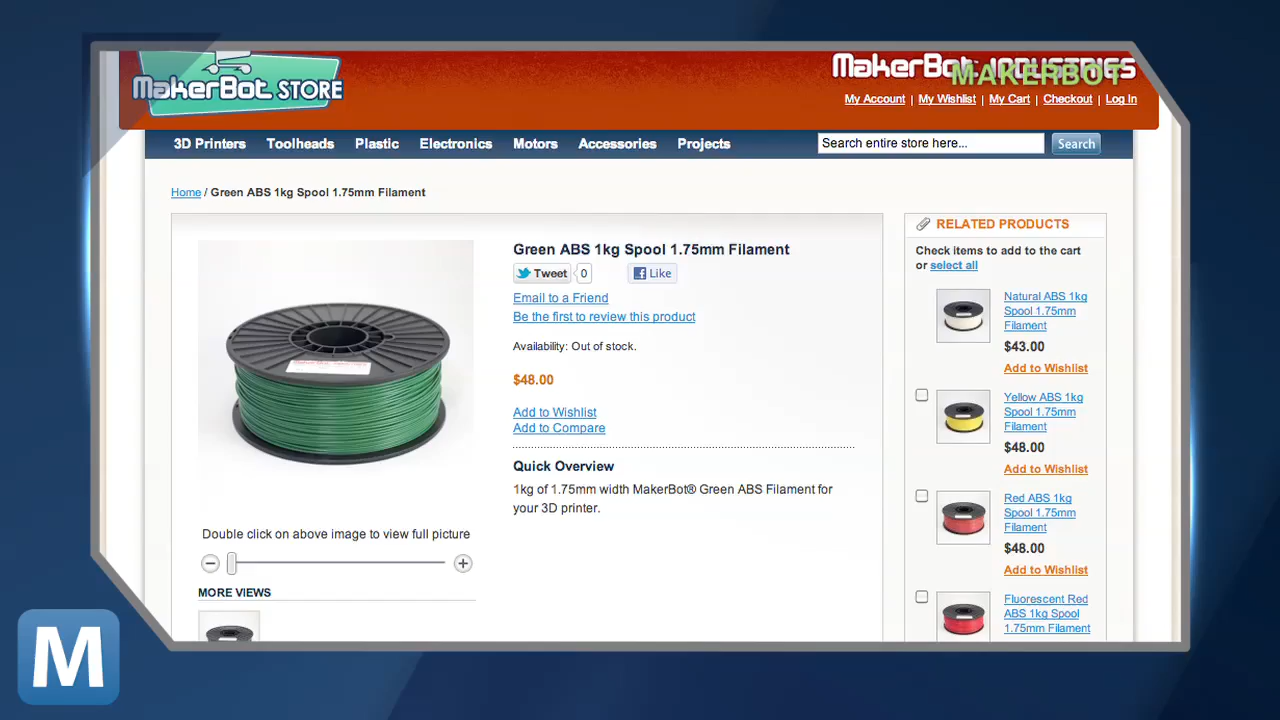 MakerBot STORE
MakerBot INDUSTRIES
MAKERBOT
My Account | My Wishlist | My Cart | Checkout | Log In
3D Printers Toolheads Plastic Electronics Motors Accessories Projects
Search entire store here... Search
Home / Green ABS 1kg Spool 1.75mm Filament
Green ABS 1kg Spool 1.75mm Filament
Tweet 0 Like
Email to a Friend
Be the first to review this product
Availability: Out of stock.
$48.00
Add to Wishlist
Add to Compare
Quick Overview
1kg of 1.75mm width MakerBot® Green ABS Filament for
your 3D printer.
Double click on above image to view full picture
MORE VIEWS
RELATED PRODUCTS
Check items to add to the cart
or select all
Natural ABS 1kg
Spool 1.75mm
Filament
$43.00
Add to Wishlist
Yellow ABS 1kg
Spool 1.75mm
Filament
$48.00
Add to Wishlist
Red ABS 1kg
Spool 1.75mm
Filament
$48.00
Add to Wishlist
Fluorescent Red
ABS 1kg Spool
1.75mm Filament
M